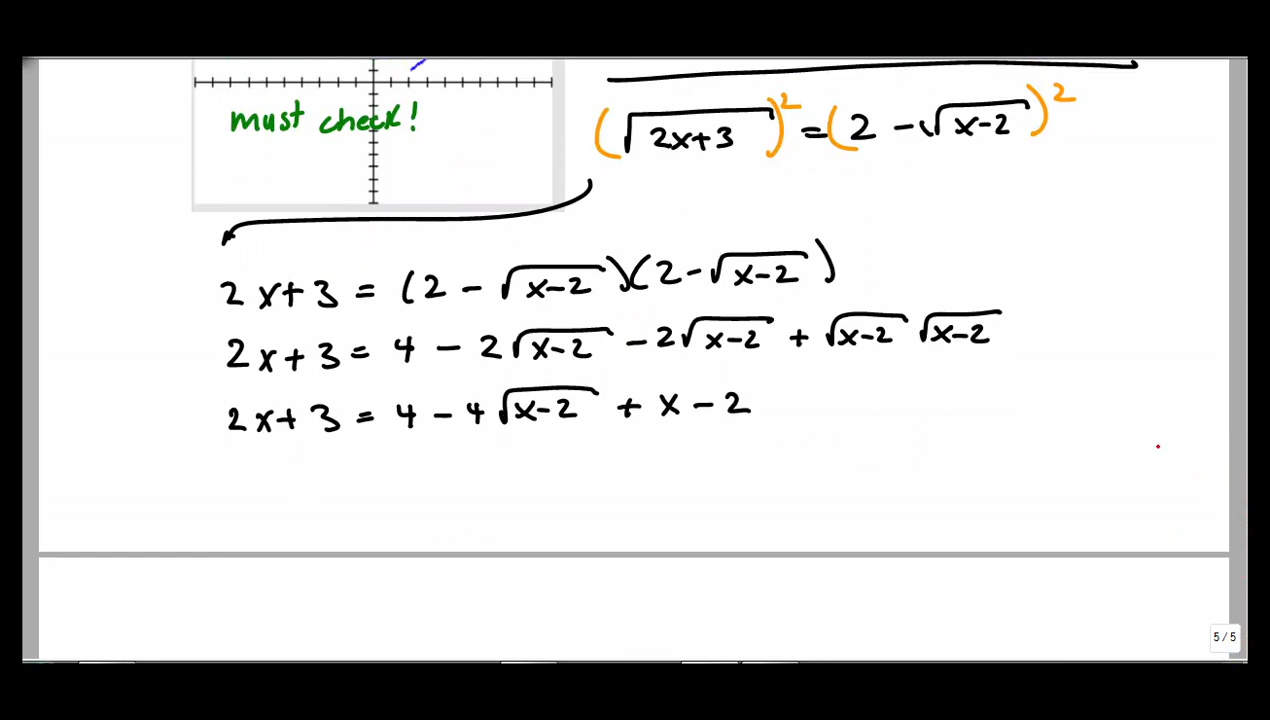 must check!
(√(2x+3))² = (2 - √(x-2))²
2x+3 = (2 - √(x-2))(2 - √(x-2))
2x+3 = 4 - 2√(x-2) - 2√(x-2) + √(x-2) √(x-2)
2x+3 = 4 - 4√(x-2) + x - 2
5 / 5